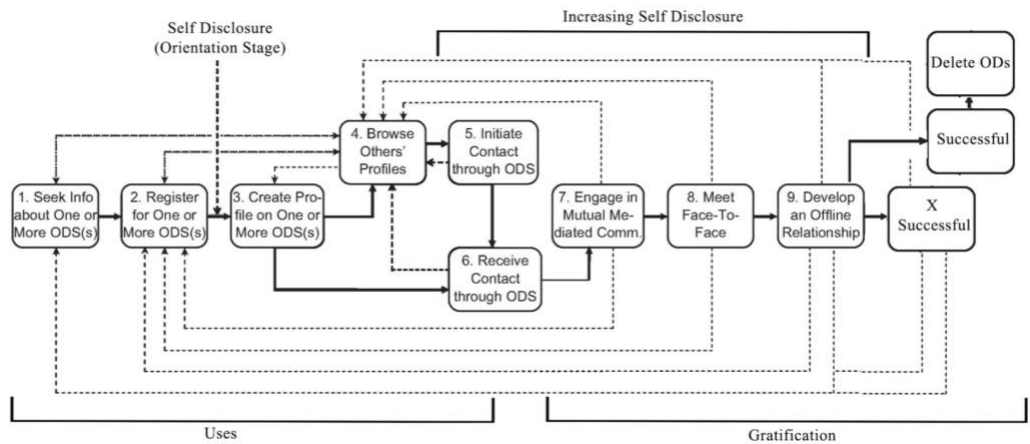 Increasing Self Disclosure
Self Disclosure
(Orientation Stage)
Delete ODs
Successful
4. Browse
Others'
Profiles
5. Initiate
Contact
through ODS
1. Seek Info
about One or
More ODS(s)
2. Register
for One or
More ODS(s)
3. Create Pro-
file on One or
More ODS(s)
6. Receive
Contact
through ODS
7. Engage in
Mutual Me-
diated Comm.
8. Meet
Face-To-
Face
9. Develop
an Offline
Relationship
X
Successful
Uses
Gratification